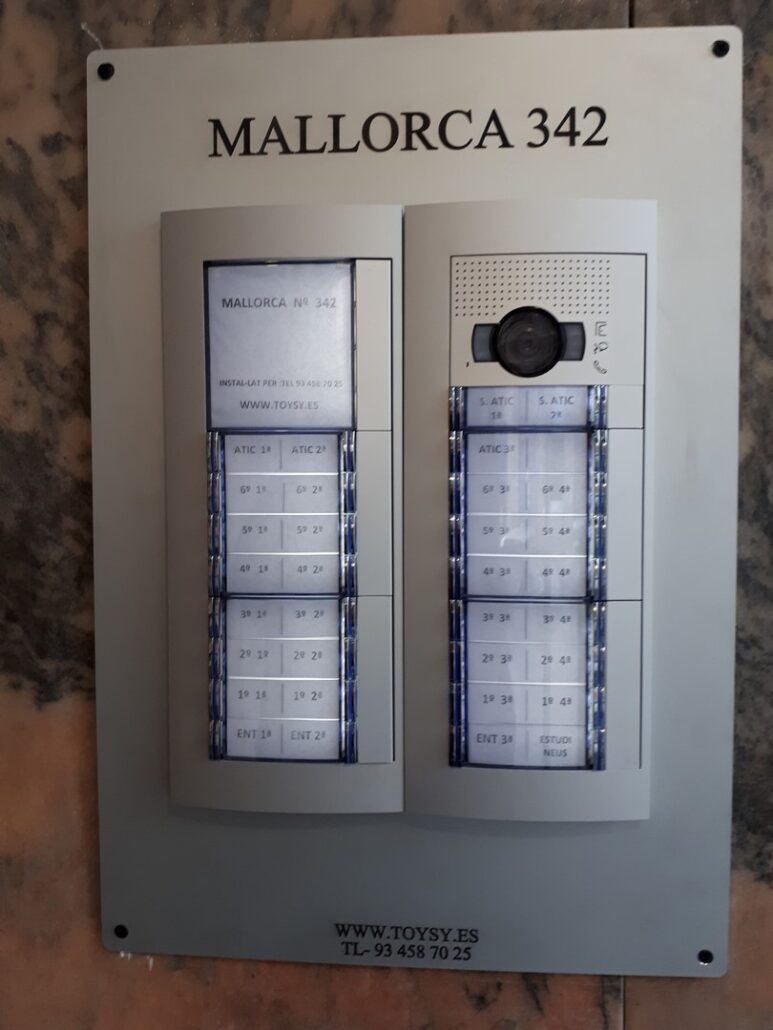 MALLORCA 342
MALLORCA Nº 342
INSTAL·LAT PER :TEL 93 458 70 25
WWW.TOYSY.ES
ATIC 1ª ATIC 2ª
6º 1ª 6º 2ª
5º 1ª 5º 2ª
4º 1ª 4º 2ª
3º 1ª 3º 2ª
2º 1ª 2º 2ª
1º 1ª 1º 2ª
ENT 1ª ENT 2ª
S. ATIC S. ATIC
1ª 2ª
ATIC 3ª
6º 3ª 6º 4ª
5º 3ª 5º 4ª
4º 3ª 4º 4ª
3º 3ª 3º 4ª
2º 3ª 2º 4ª
1º 3ª 1º 4ª
ENT 3ª ESTUDI
NEUS
WWW.TOYSY.ES
TL- 93 458 70 25